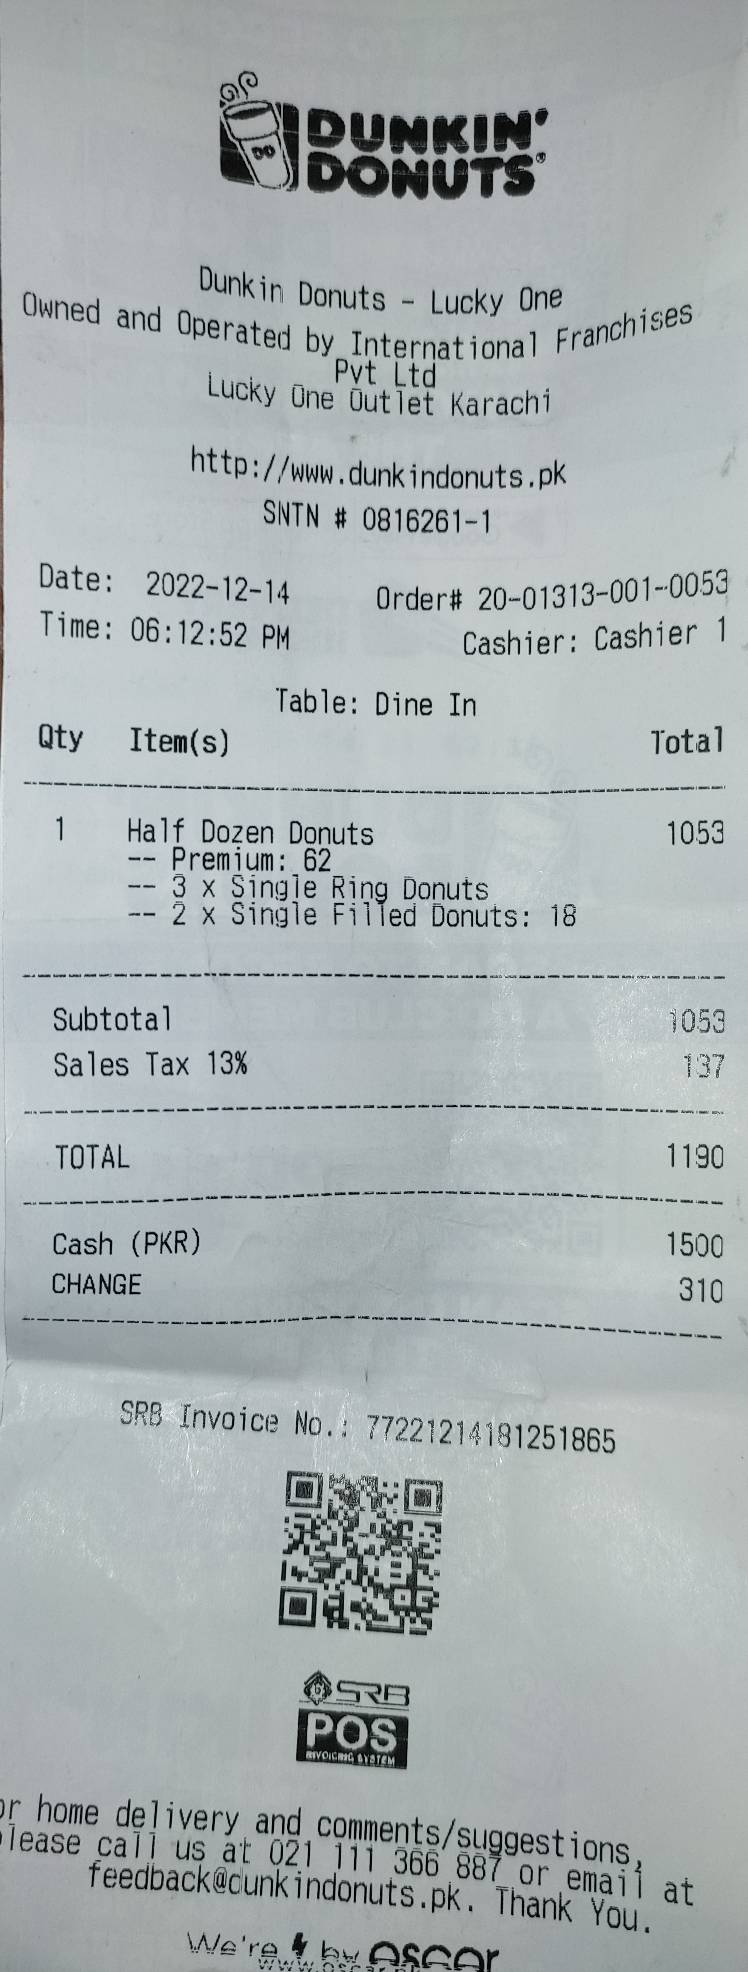 DUNKIN'
DONUTS®
Dunkin Donuts - Lucky One
Owned and Operated by International Franchises
Pvt Ltd
Lucky One Outlet Karachi
http://www.dunkindonuts.pk
SNTN # 0816261-1
Date: 2022-12-14 Order# 20-01313-001-0053
Time: 06:12:52 PM Cashier: Cashier 1
Table: Dine In
Qty Item(s) Total
1 Half Dozen Donuts 1053
-- Premium: 62
-- 3 x Single Ring Donuts
-- 2 x Single Filled Donuts: 18
Subtotal 1053
Sales Tax 13% 137
TOTAL 1190
Cash (PKR) 1500
CHANGE 310
SRB Invoice No.: 77221214181251865
SRB
POS
INVOICING SYSTEM
or home delivery and comments/suggestions,
lease call us at 021 111 366 887 or email at
feedback@dunkindonuts.pk. Thank You.
We're by oscar